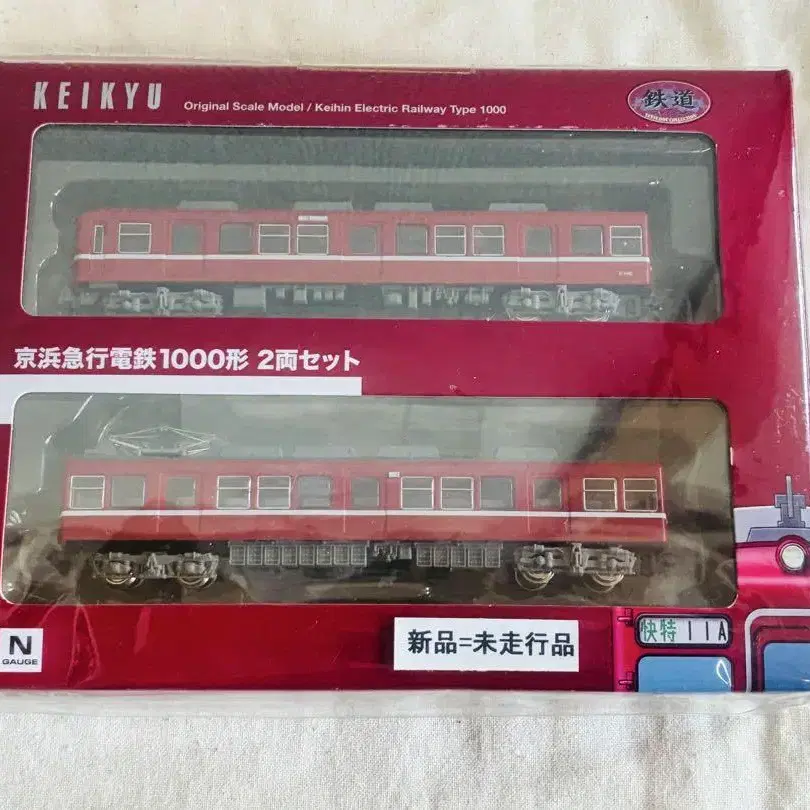 KEIKYU
Original Scale Model / Keihin Electric Railway Type 1000
鉄道
京浜急行電鉄1000形 2両セット
N
GAUGE
新品=未走行品
快特 11A